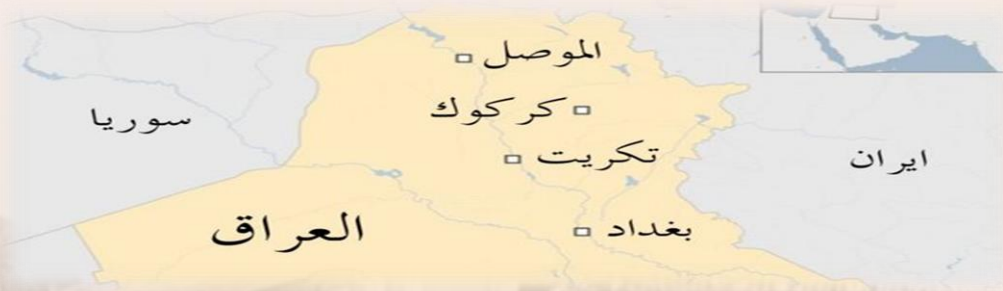 الموصل
كركوك
سوريا
تكريت
ايران
بغداد
العراق